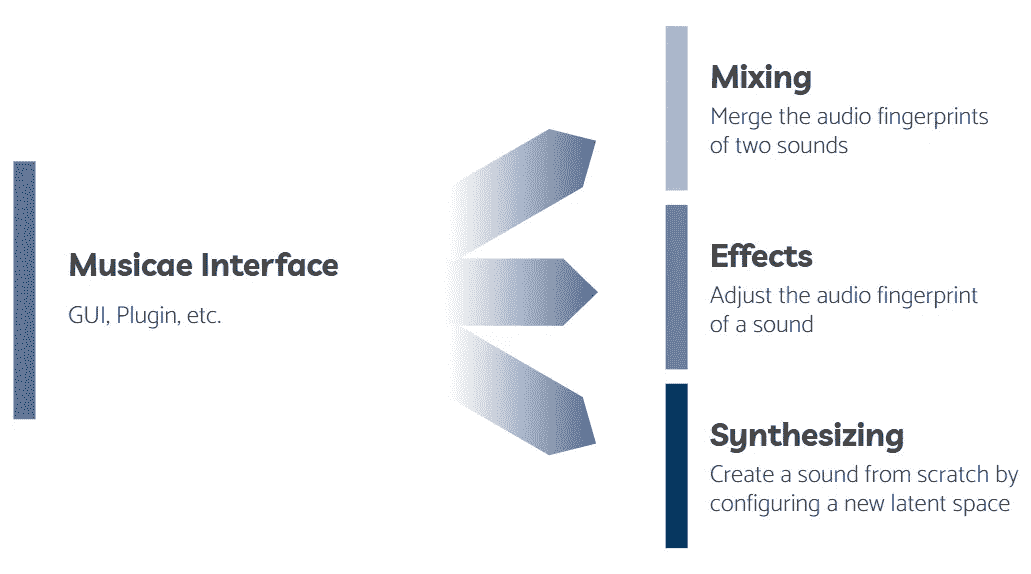 Musicae Interface
GUI, Plugin, etc.
Mixing
Merge the audio fingerprints
of two sounds
Effects
Adjust the audio fingerprint
of a sound
Synthesizing
Create a sound from scratch by
configuring a new latent space